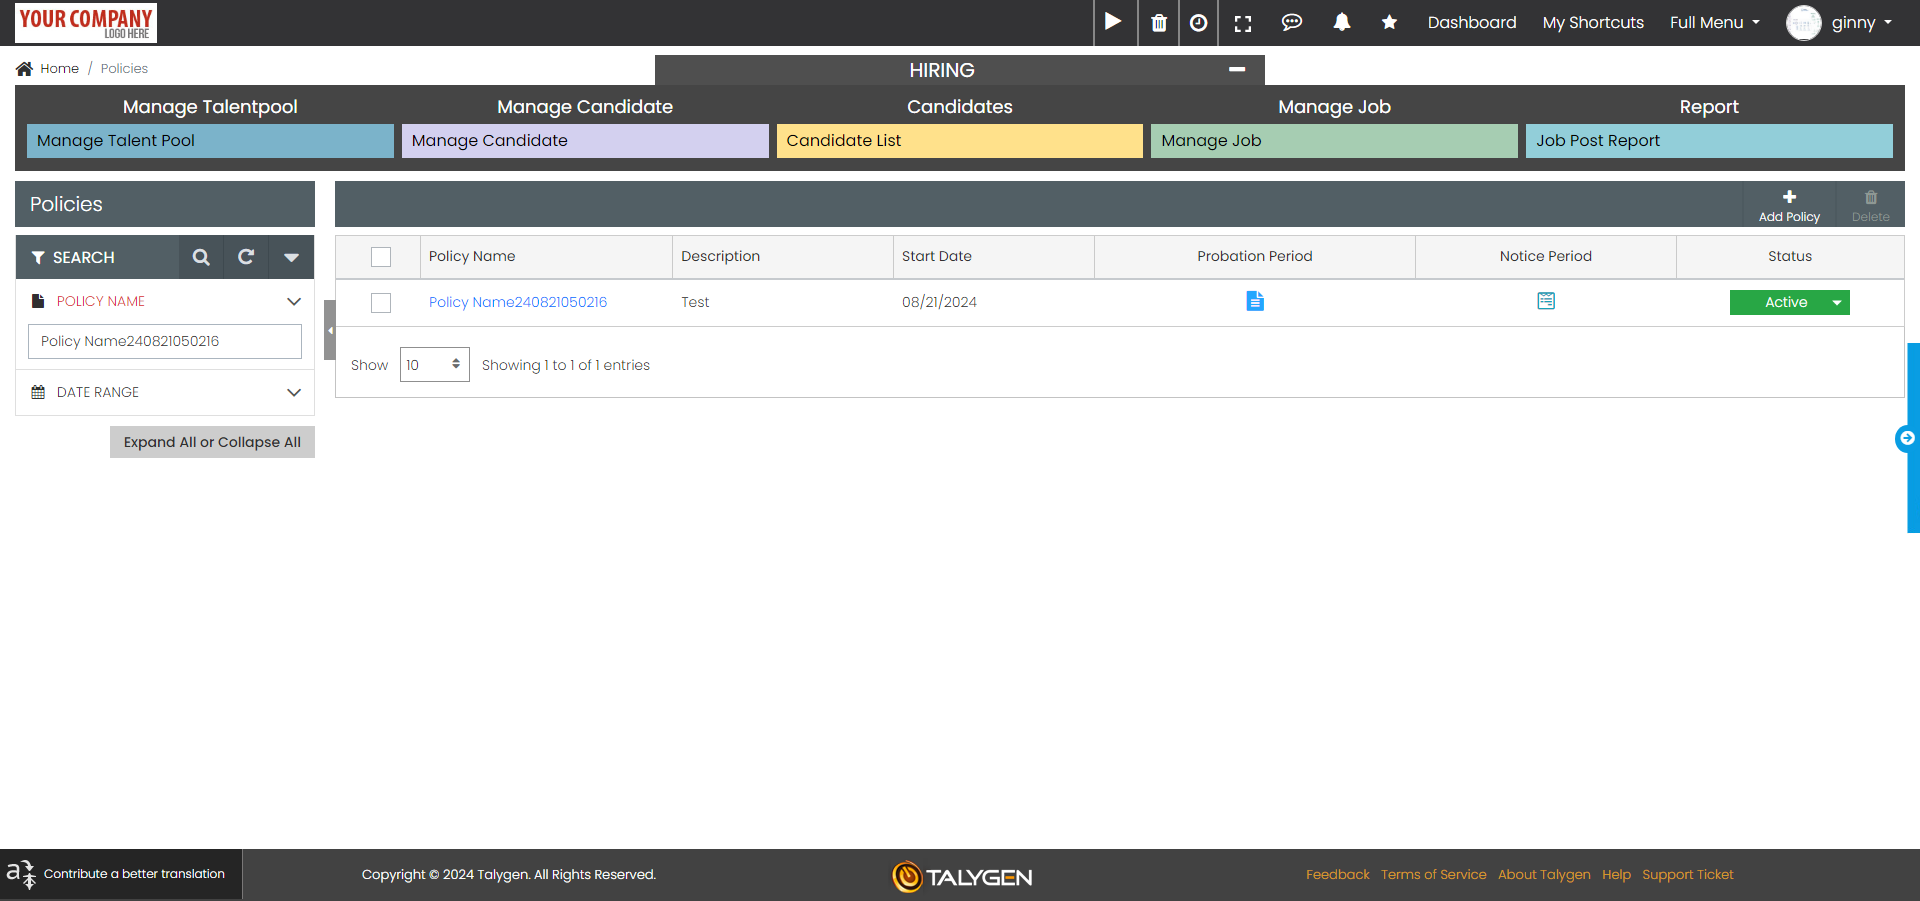 YOUR COMPANY
LOGO HERE
Dashboard
My Shortcuts
Full Menu
ginny
Home / Policies
HIRING
Manage Talentpool
Manage Candidate
Candidates
Manage Job
Report
Manage Talent Pool
Manage Candidate
Candidate List
Manage Job
Job Post Report
Policies
Add Policy
Delete
SEARCH
POLICY NAME
Policy Name240821050216
DATE RANGE
Expand All or Collapse All
Policy Name
Description
Start Date
Probation Period
Notice Period
Status
Policy Name240821050216
Test
08/21/2024
Active
Show 10 Showing 1 to 1 of 1 entries
Contribute a better translation
Copyright © 2024 Talygen. All Rights Reserved.
TALYGEN
Feedback
Terms of Service
About Talygen
Help
Support Ticket